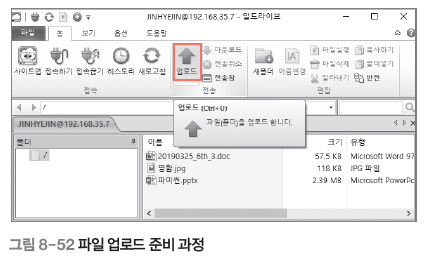 JINHYEJIN@192.168.35.7 - 알드라이브
파일 홈 보기 옵션 도움말
사이트맵 접속하기 접속끊기 히스토리 새로고침 업로드 다운로드 전송취소 전송창 새폴더 이름변경 파일실행 복사하기 파일삭제 붙여넣기 잘라내기 반전
접속 전송 편집
/
업로드 (Ctrl+U)
파일(폴더)을 업로드 합니다.
JINHYEJIN@192.168.35.7
폴더 이름 크기 유형
/
20190325_6th_3.doc 57.5 KB Microsoft Word 97
명함.jpg 118 KB JPG 파일
파이썬.pptx 2.39 MB Microsoft PowerPo
그림 8-52 파일 업로드 준비 과정